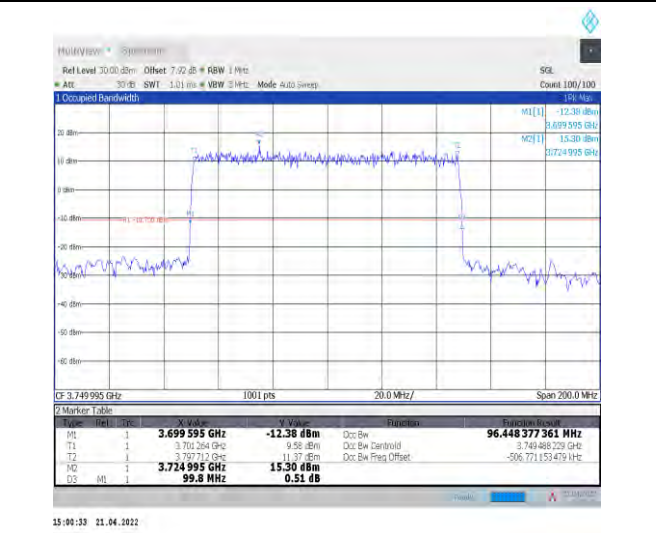 MultiView Spectrum
Ref Level 30.00 dBm Offset 7.92 dB RBW 1 MHz SGL
Att 30 dB SWT 1.01 ms VBW 3 MHz Mode Auto Sweep Count 100/100
1 Occupied Bandwidth 1Pk Max
M1[1] -12.38 dBm
3.699 595 GHz
M2[1] 15.30 dBm
3.724 995 GHz
20 dBm
10 dBm
0 dBm
-10 dBm
M1
-20 dBm
-30 dBm
-40 dBm
-50 dBm
-60 dBm
CF 3.749 995 GHz 1001 pts 20.0 MHz/ Span 200.0 MHz
2 Marker Table
Type Ref Trc X-Value Y-Value Function Function Result
M1 1 3.699 595 GHz -12.38 dBm Occ Bw 96.448 377 361 MHz
T1 1 3.701 264 GHz 9.58 dBm Occ Bw Centroid 3.749 488 229 GHz
T2 1 3.797 712 GHz 11.37 dBm Occ Bw Freq Offset -506.771 153 479 kHz
M2 1 3.724 995 GHz 15.30 dBm
D3 M1 1 99.8 MHz 0.51 dB
15:00:33 21.04.2022